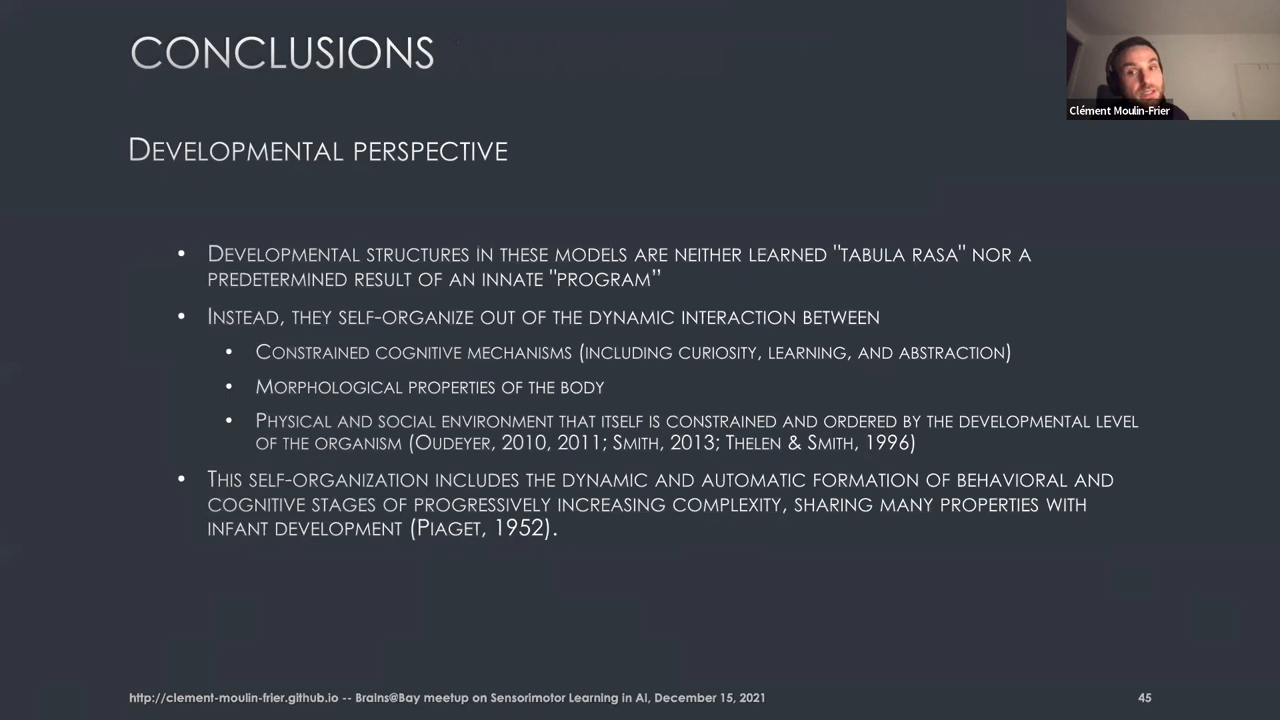 CONCLUSIONS
Clément Moulin-Frier
DEVELOPMENTAL PERSPECTIVE
• DEVELOPMENTAL STRUCTURES IN THESE MODELS ARE NEITHER LEARNED "TABULA RASA" NOR A
PREDETERMINED RESULT OF AN INNATE "PROGRAM”
• INSTEAD, THEY SELF-ORGANIZE OUT OF THE DYNAMIC INTERACTION BETWEEN
• CONSTRAINED COGNITIVE MECHANISMS (INCLUDING CURIOSITY, LEARNING, AND ABSTRACTION)
• MORPHOLOGICAL PROPERTIES OF THE BODY
• PHYSICAL AND SOCIAL ENVIRONMENT THAT ITSELF IS CONSTRAINED AND ORDERED BY THE DEVELOPMENTAL LEVEL
OF THE ORGANISM (OUDEYER, 2010, 2011; SMITH, 2013; THELEN & SMITH, 1996)
• THIS SELF-ORGANIZATION INCLUDES THE DYNAMIC AND AUTOMATIC FORMATION OF BEHAVIORAL AND
COGNITIVE STAGES OF PROGRESSIVELY INCREASING COMPLEXITY, SHARING MANY PROPERTIES WITH
INFANT DEVELOPMENT (PIAGET, 1952).
http://clement-moulin-frier.github.io -- Brains@Bay meetup on Sensorimotor Learning in AI, December 15, 2021
45